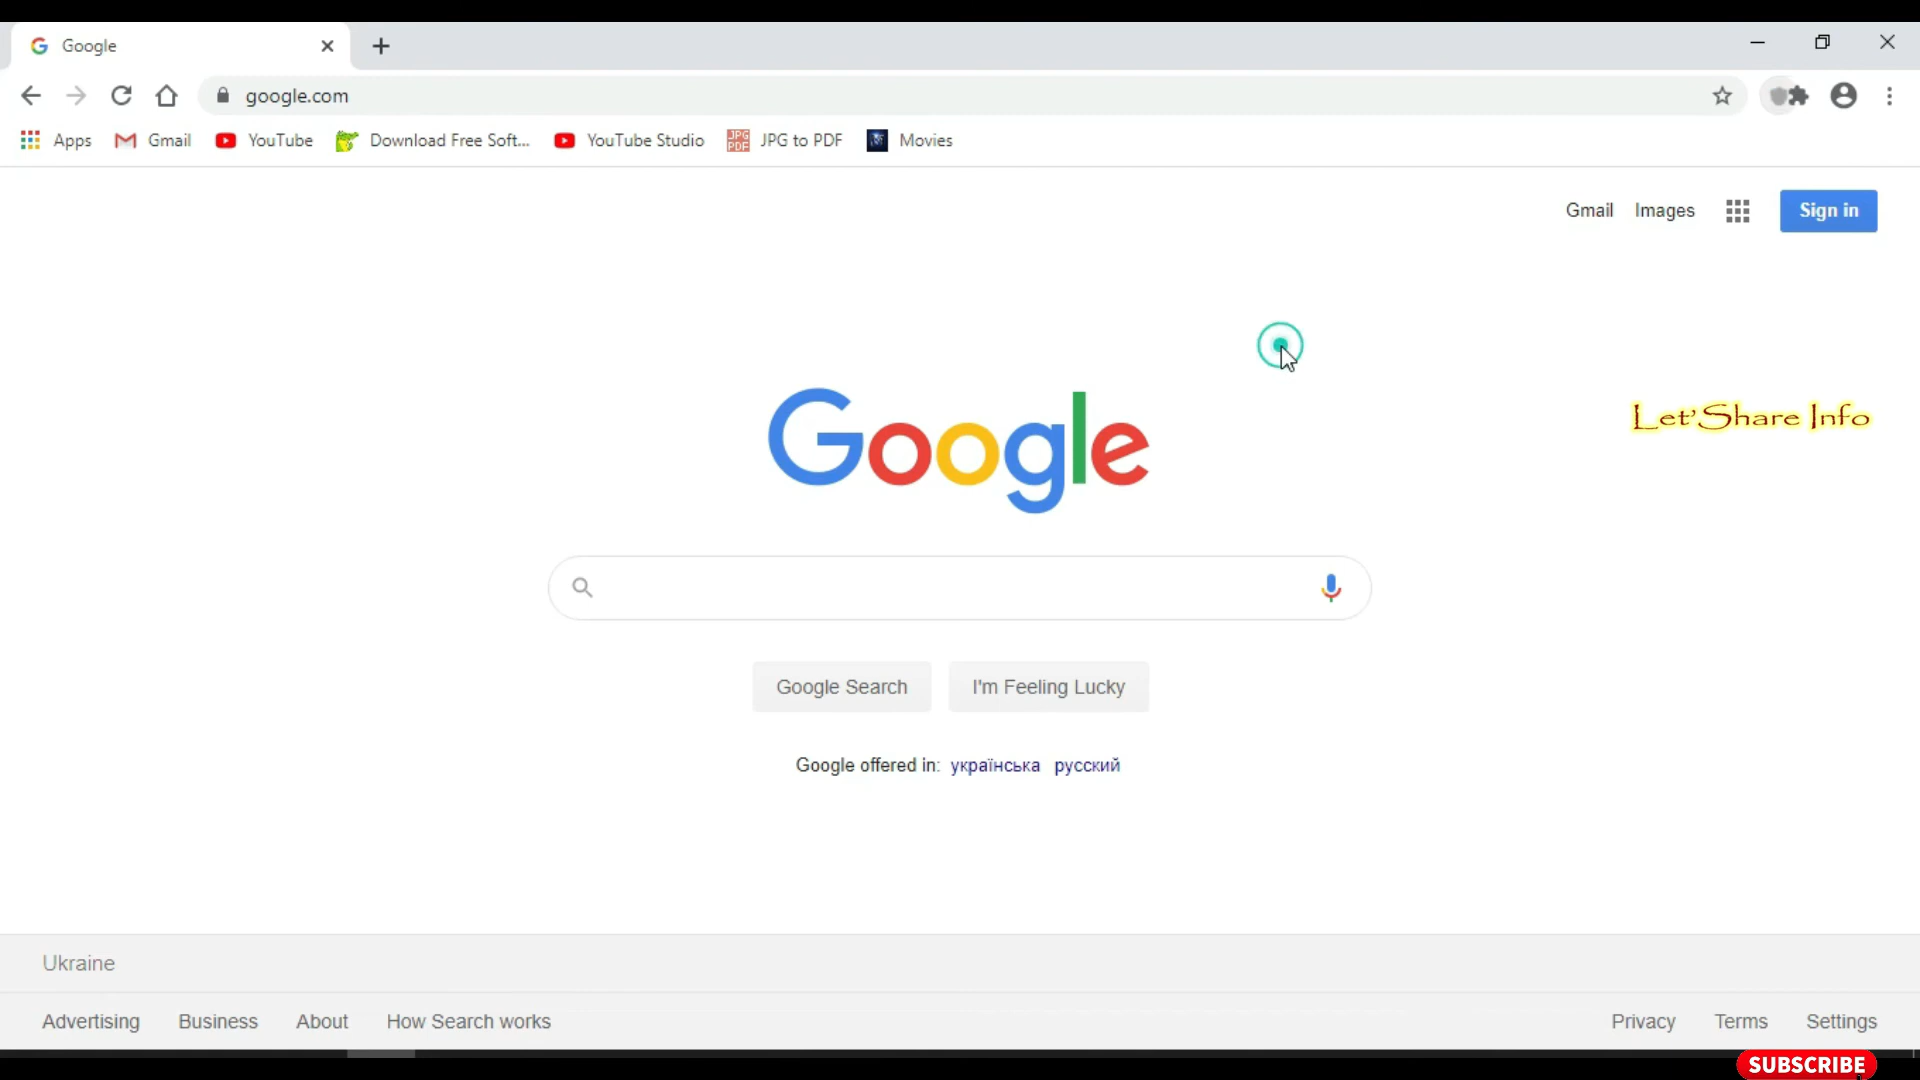 Google
google.com
Apps Gmail YouTube Download Free Soft... YouTube Studio JPG PDF JPG to PDF Movies
Gmail Images Sign in
Google
Let'Share Info
Google Search I'm Feeling Lucky
Google offered in: українська русский
Ukraine
Advertising Business About How Search works Privacy Terms Settings
SUBSCRIBE